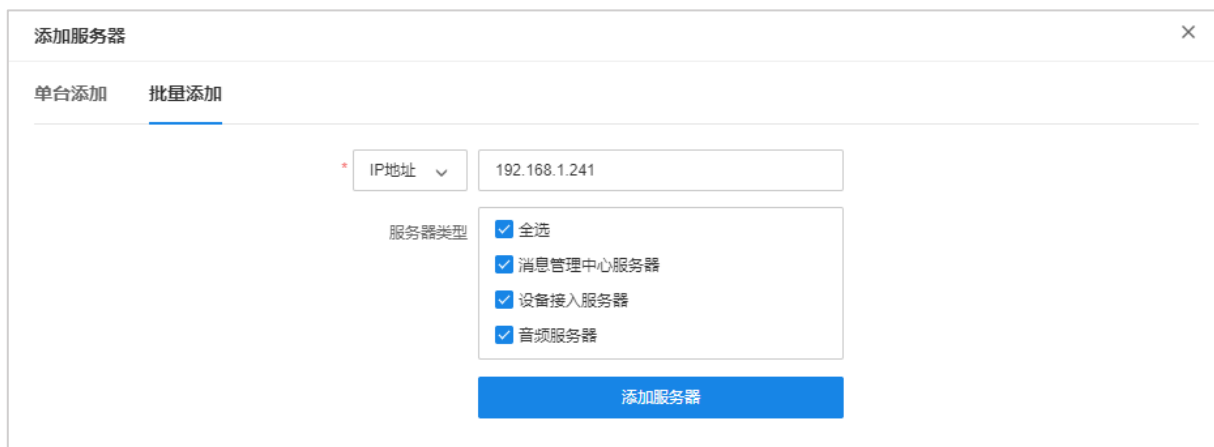 添加服务器
单台添加 批量添加
* IP地址 192.168.1.241
服务器类型
全选
消息管理中心服务器
设备接入服务器
音频服务器
添加服务器